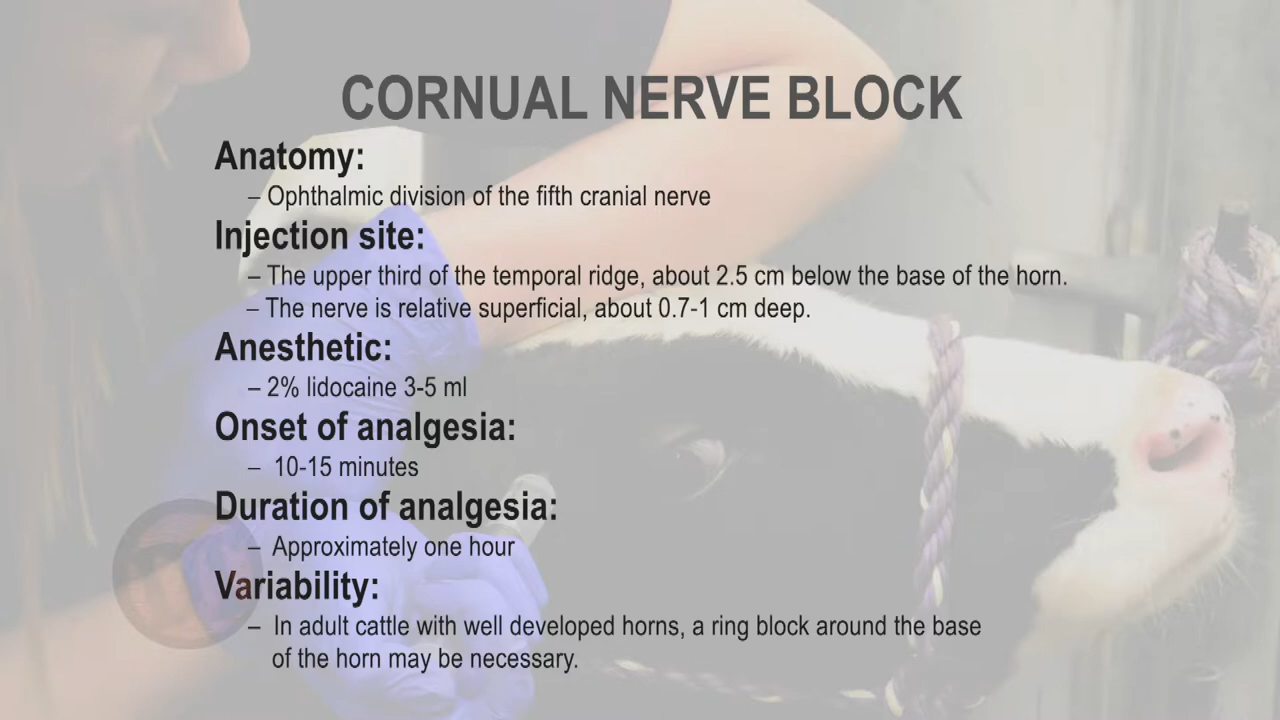 CORNUAL NERVE BLOCK
Anatomy:
– Ophthalmic division of the fifth cranial nerve
Injection site:
– The upper third of the temporal ridge, about 2.5 cm below the base of the horn.
– The nerve is relative superficial, about 0.7-1 cm deep.
Anesthetic:
– 2% lidocaine 3-5 ml
Onset of analgesia:
– 10-15 minutes
Duration of analgesia:
– Approximately one hour
Variability:
– In adult cattle with well developed horns, a ring block around the base
of the horn may be necessary.